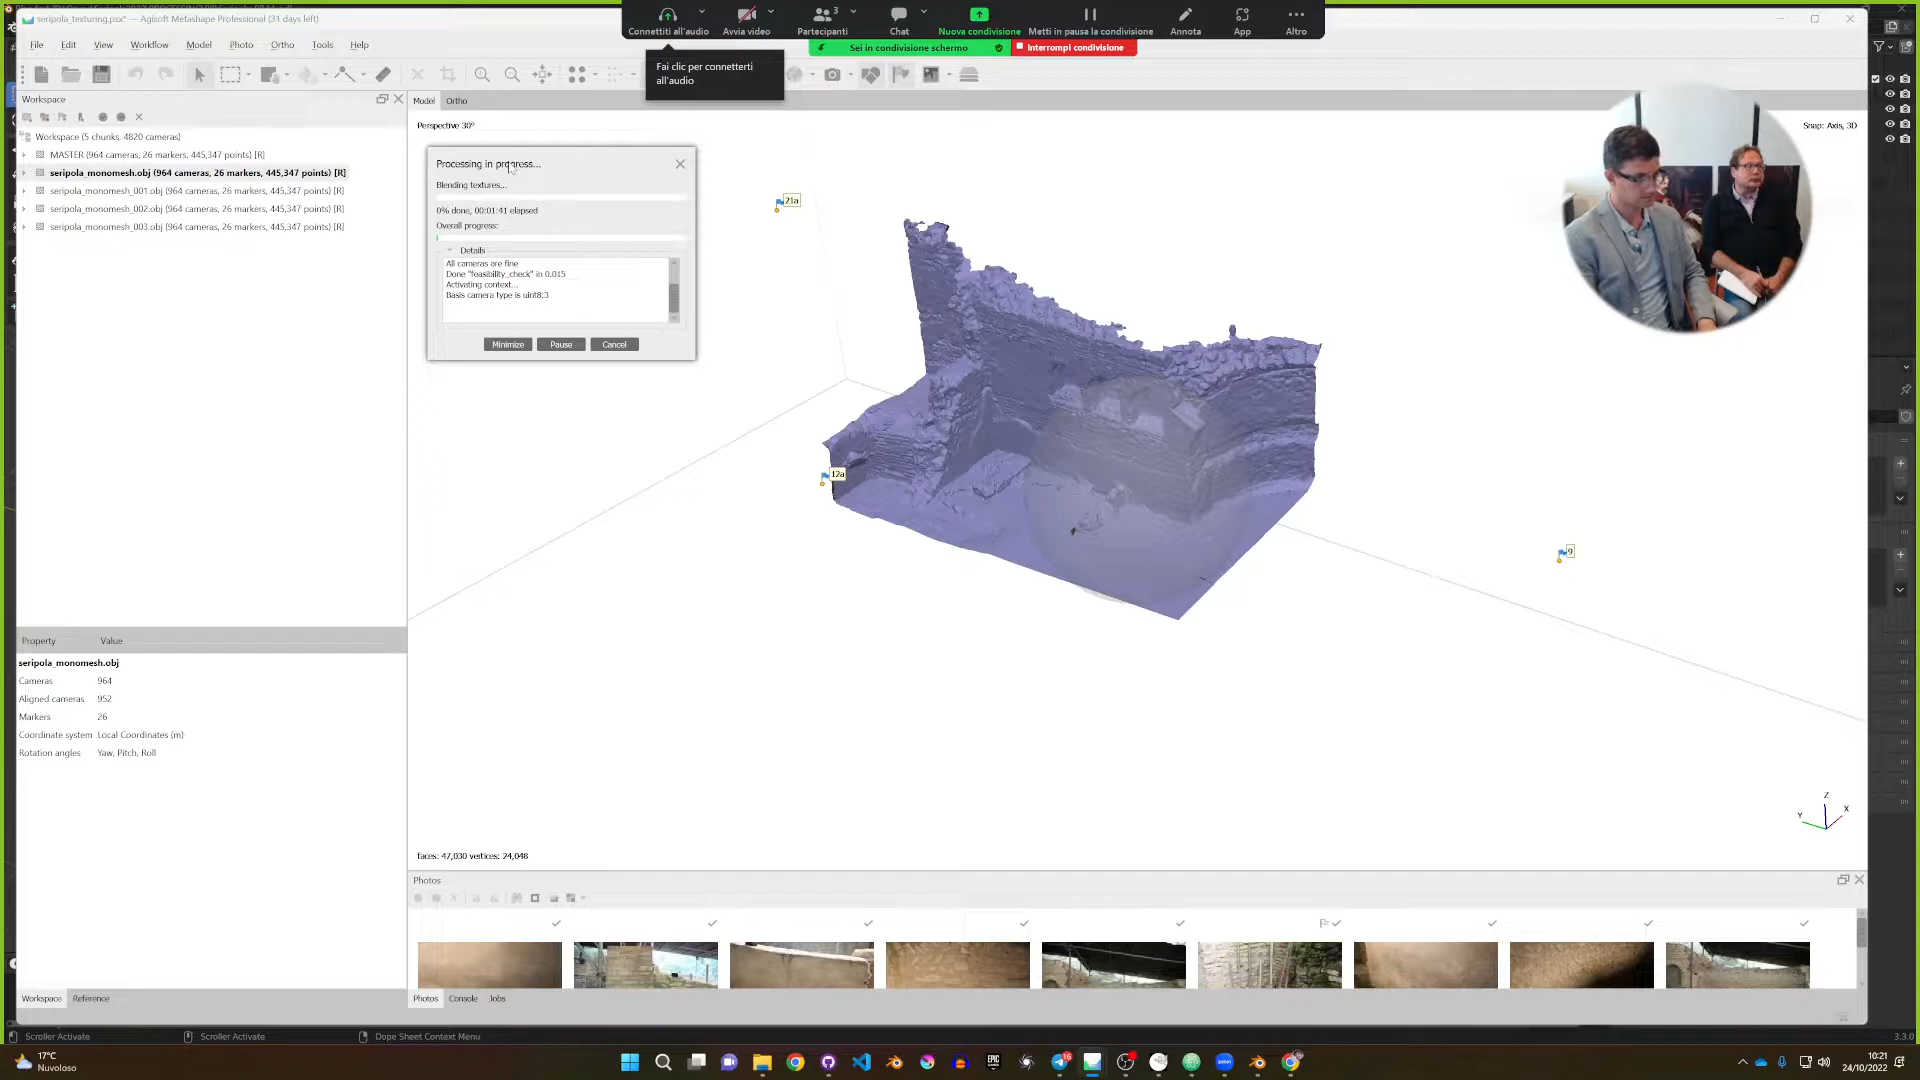 seripola_texturing.psx* — Agisoft Metashape Professional (31 days left)
Connettiti all'audio
Avvia video
3
Partecipanti
Chat
Nuova condivisione
Metti in pausa la condivisione
Annota
App
Altro
Sei in condivisione schermo
Interrompi condivisione
File Edit View Workflow Model Photo Ortho Tools Help
Fai clic per connetterti
all'audio
Workspace
Model Ortho
Perspective 30°
Snap: Axis, 3D
Workspace (5 chunks, 4820 cameras)
MASTER (964 cameras, 26 markers, 445,347 points) [R]
seripola_monomesh.obj (964 cameras, 26 markers, 445,347 points) [R]
seripola_monomesh_001.obj (964 cameras, 26 markers, 445,347 points) [R]
seripola_monomesh_002.obj (964 cameras, 26 markers, 445,347 points) [R]
seripola_monomesh_003.obj (964 cameras, 26 markers, 445,347 points) [R]
Processing in progress...
Blending textures...
0% done, 00:01:41 elapsed
Overall progress:
Details
All cameras are fine
Done "feasibility_check" in 0.015
Activating context...
Basis camera type is uint8:3
Minimize Pause Cancel
21a
12a
9
Property Value
seripola_monomesh.obj
Cameras 964
Aligned cameras 952
Markers 26
Coordinate system Local Coordinates (m)
Rotation angles Yaw, Pitch, Roll
Z
X
Y
faces: 47,030 vertices: 24,048
Photos
Workspace Reference
Photos Console Jobs
Scroller Activate
Scroller Activate
Dope Sheet Context Menu
3.3.0
17°C
Nuvoloso
EPIC
GAMES
16
zoom
10:21
24/10/2022